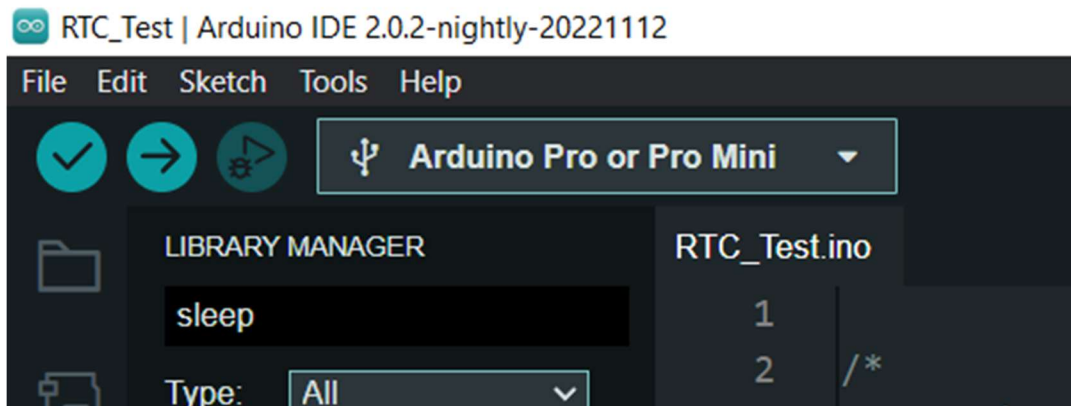 RTC_Test | Arduino IDE 2.0.2-nightly-20221112
File Edit Sketch Tools Help
Arduino Pro or Pro Mini
LIBRARY MANAGER
RTC_Test.ino
sleep
1
Type: All
2 /*